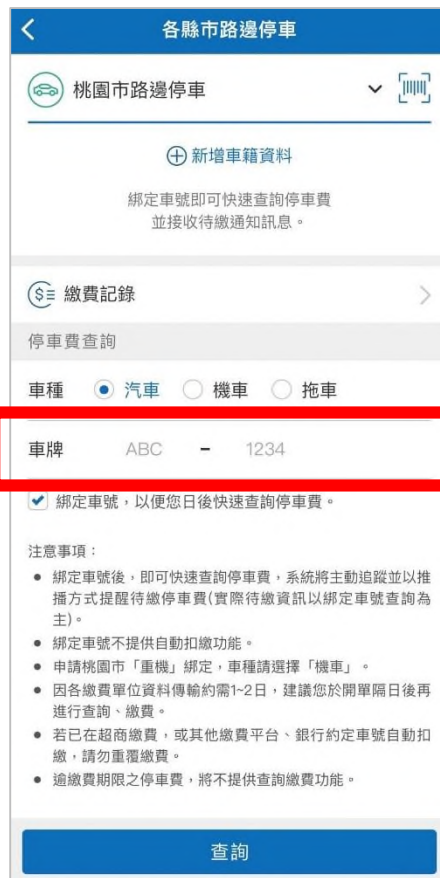 各縣市路邊停車
桃園市路邊停車
新增車籍資料
綁定車號即可快速查詢停車費
並接收待繳通知訊息。
繳費記錄
停車費查詢
車種 汽車 機車 拖車
車牌 ABC - 1234
綁定車號，以便您日後快速查詢停車費。
注意事項：
● 綁定車號後，即可快速查詢停車費，系統將主動追蹤並以推
播方式提醒待繳停車費(實際待繳資訊以綁定車號查詢為
主)。
● 綁定車號不提供自動扣繳功能。
● 申請桃園市「重機」綁定，車種請選擇「機車」。
● 因各繳費單位資料傳輸約需1~2日，建議您於開單隔日後再
進行查詢、繳費。
● 若已在超商繳費，或其他繳費平台、銀行約定車號自動扣
繳，請勿重覆繳費。
● 逾繳費期限之停車費，將不提供查詢繳費功能。
查詢